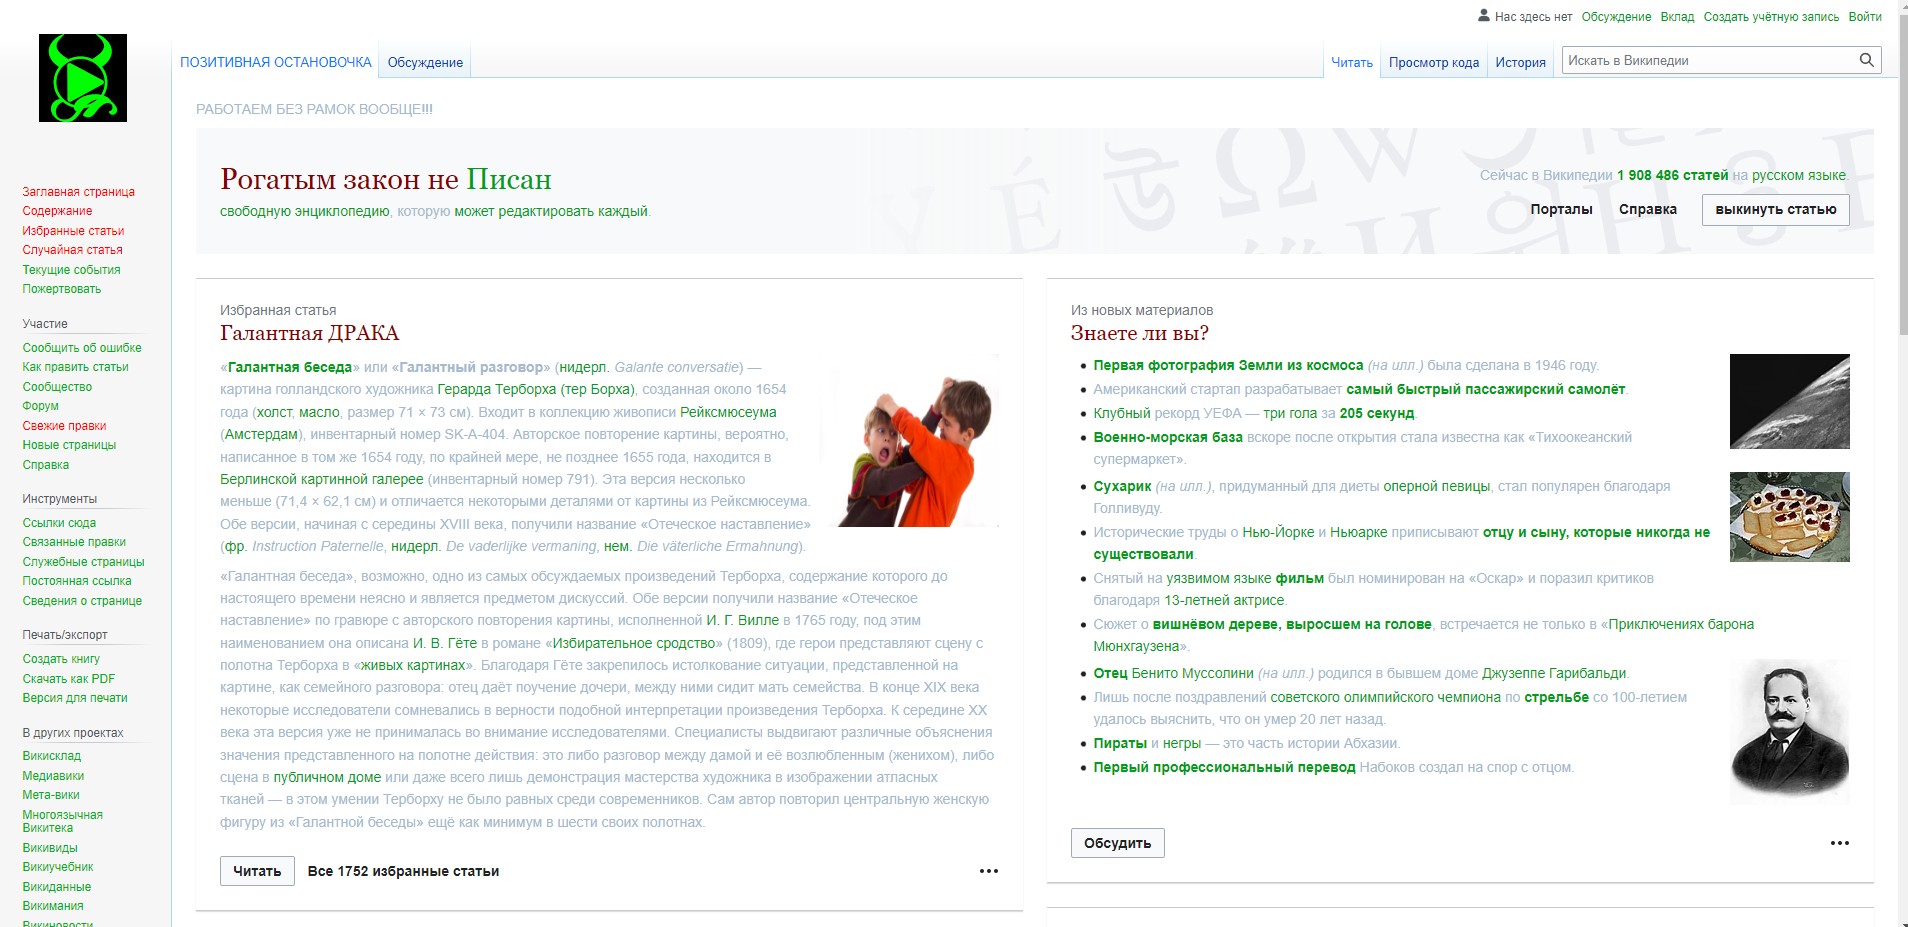 Нас здесь нет Обсуждение Вклад Создать учётную запись Войти
ПОЗИТИВНАЯ ОСТАНОВОЧКА Обсуждение Читать Просмотр кода История Искать в Википедии
РАБОТАЕМ БЕЗ РАМОК ВООБЩЕ!!!
Рогатым закон не Писан
свободную энциклопедию, которую может редактировать каждый.
Сейчас в Википедии 1 908 486 статей на русском языке.
Порталы Справка выкинуть статью
Заглавная страница
Содержание
Избранные статьи
Случайная статья
Текущие события
Пожертвовать
Участие
Сообщить об ошибке
Как править статьи
Сообщество
Форум
Свежие правки
Новые страницы
Справка
Инструменты
Ссылки сюда
Связанные правки
Служебные страницы
Постоянная ссылка
Сведения о странице
Печать/экспорт
Создать книгу
Скачать как PDF
Версия для печати
В других проектах
Викисклад
Медиавики
Мета-вики
Многоязычная
Викитека
Викивиды
Викиучебник
Викиданные
Викимания
Викиновости
Избранная статья
Галантная ДРАКА
«Галантная беседа» или «Галантный разговор» (нидерл. Galante conversatie) —
картина голландского художника Герарда Терборха (тер Борха), созданная около 1654
года (холст, масло, размер 71 × 73 см). Входит в коллекцию живописи Рейксмюсеума
(Амстердам), инвентарный номер SK-A-404. Авторское повторение картины, вероятно,
написанное в том же 1654 году, по крайней мере, не позднее 1655 года, находится в
Берлинской картинной галерее (инвентарный номер 791). Эта версия несколько
меньше (71,4 × 62,1 см) и отличается некоторыми деталями от картины из Рейксмюсеума.
Обе версии, начиная с середины XVIII века, получили название «Отеческое наставление»
(фр. Instruction Paternelle, нидерл. De vaderlijke vermaning, нем. Die väterliche Ermahnung).
«Галантная беседа», возможно, одно из самых обсуждаемых произведений Терборха, содержание которого до
настоящего времени неясно и является предметом дискуссий. Обе версии получили название «Отеческое
наставление» по гравюре с авторского повторения картины, исполненной И. Г. Вилле в 1765 году, под этим
наименованием она описана И. В. Гёте в романе «Избирательное сродство» (1809), где герои представляют сцену с
полотна Терборха в «живых картинах». Благодаря Гёте закрепилось истолкование ситуации, представленной на
картине, как семейного разговора: отец даёт поучение дочери, между ними сидит мать семейства. В конце XIX века
некоторые исследователи сомневались в верности подобной интерпретации произведения Терборха. К середине XX
века эта версия уже не принималась во внимание исследователями. Специалисты выдвигают различные объяснения
значения представленного на полотне действия: это либо разговор между дамой и её возлюбленным (женихом), либо
сцена в публичном доме или даже всего лишь демонстрация мастерства художника в изображении атласных
тканей — в этом умении Терборху не было равных среди современников. Сам автор повторил центральную женскую
фигуру из «Галантной беседы» ещё как минимум в шести своих полотнах.
Читать Все 1752 избранные статьи
Из новых материалов
Знаете ли вы?
Первая фотография Земли из космоса (на илл.) была сделана в 1946 году.
Американский стартап разрабатывает самый быстрый пассажирский самолёт.
Клубный рекорд УЕФА — три гола за 205 секунд.
Военно-морская база вскоре после открытия стала известна как «Тихоокеанский
супермаркет».
Сухарик (на илл.), придуманный для диеты оперной певицы, стал популярен благодаря
Голливуду.
Исторические труды о Нью-Йорке и Ньюарке приписывают отцу и сыну, которые никогда не
существовали.
Снятый на уязвимом языке фильм был номинирован на «Оскар» и поразил критиков
благодаря 13-летней актрисе.
Сюжет о вишнёвом дереве, выросшем на голове, встречается не только в «Приключениях барона
Мюнхгаузена».
Отец Бенито Муссолини (на илл.) родился в бывшем доме Джузеппе Гарибальди.
Лишь после поздравлений советского олимпийского чемпиона по стрельбе со 100-летием
удалось выяснить, что он умер 20 лет назад.
Пираты и негры — это часть истории Абхазии.
Первый профессиональный перевод Набоков создал на спор с отцом.
Обсудить